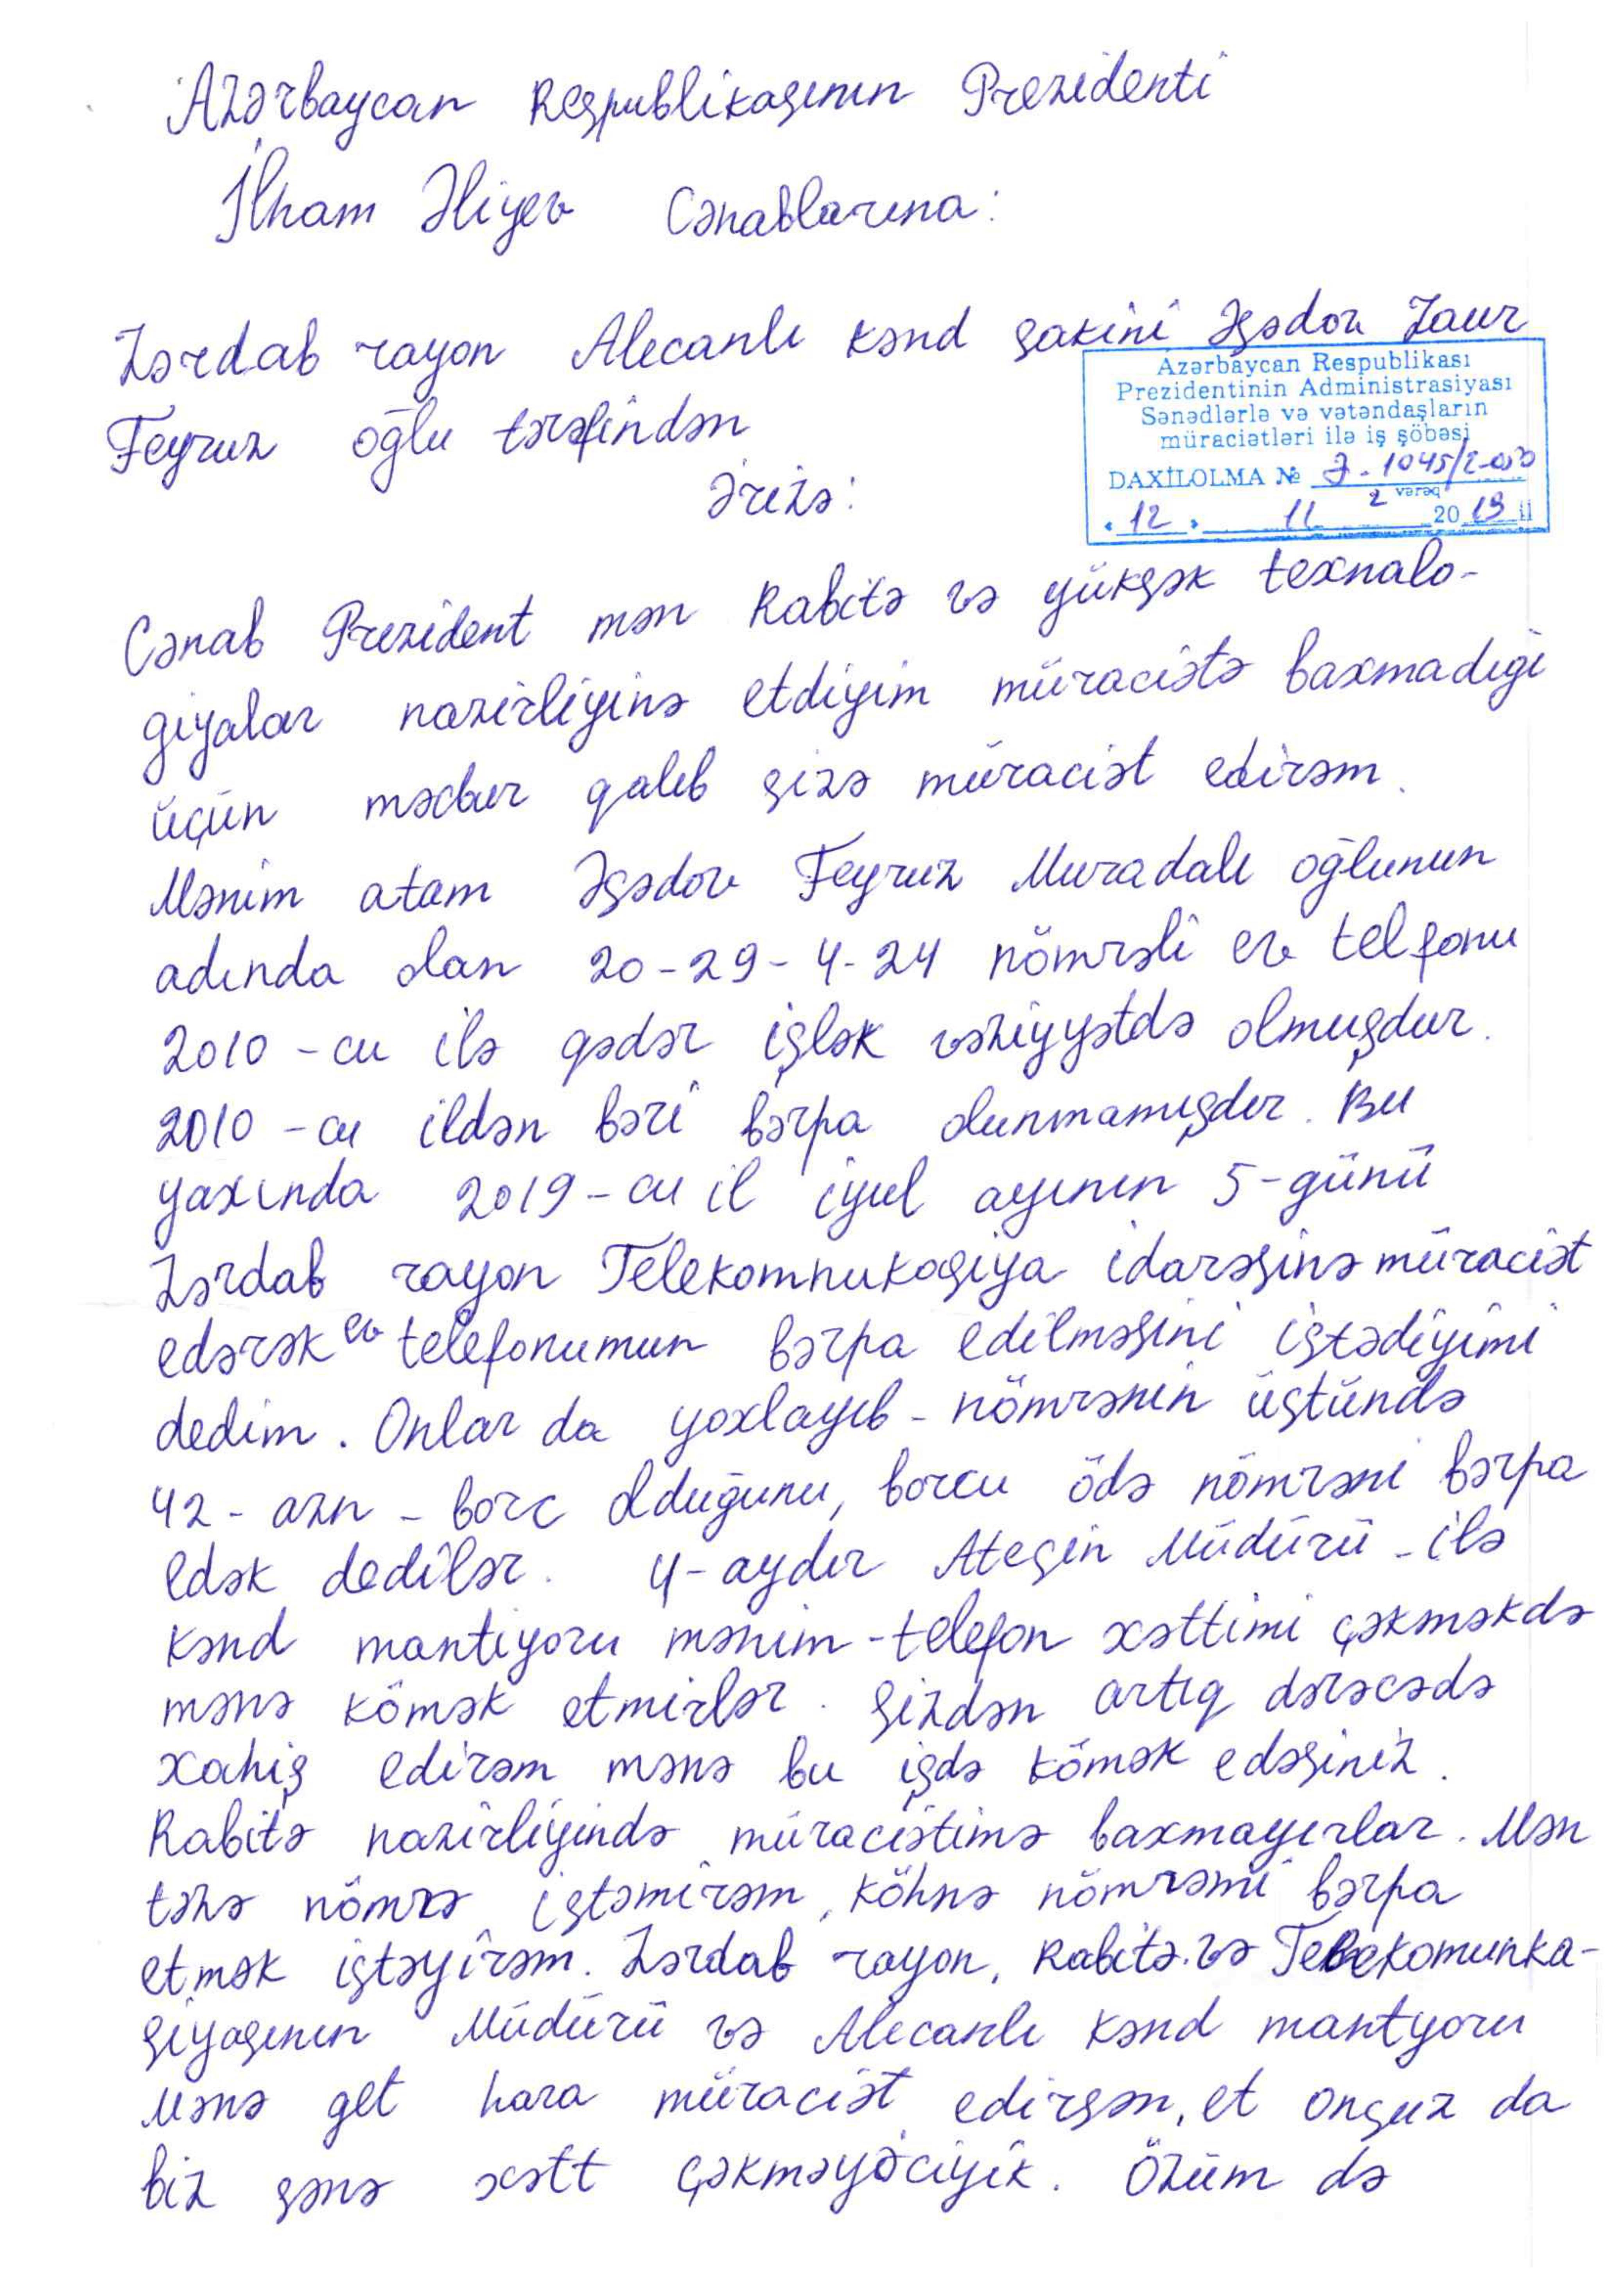 Azərbaycan Respublikasının Prezidenti
İlham Əliyev Cənablarına:
Zərdab rayon Alıcanlı kənd sakini Əsədov Zaur
Azərbaycan Respublikası
Prezidentinin Administrasiyası
Sənədlərlə və vətəndaşların
müraciətləri ilə iş şöbəsi
DAXİLOLMA №
2 vərəq
«12» 11 2019 il
Feyruz oğlu tərəfindən
Ərizə:
Cənab Prezident mən Rabitə və yüksək texnalo-
giyalar nazirliyinə etdiyim müraciətə baxmadığı
üçün məcbur qalıb sizə müraciət edirəm.
Mənim atam Əsədov Feyruz Muradalı oğlunun
adında olan 20-29-4-24 nömrəli ev telfonu
2010-cu ilə qədər işlək vəziyyətdə olmuşdur.
2010-cu ildən bəri bərpa olunmamışdır. Bu
yaxında 2019-cu il iyul ayının 5-günü
Zərdab rayon Telekomnukasiya idarəsinə müraciət
edərək ev telefonumun bərpa edilməsini istədiyimi
dedim. Onlar da yoxlayıb - nömrənin üstündə
42 - azn - borc olduğunu, borcu ödə nömrəni bərpa
edək dedilər. 4-aydır Ateşin Müdürü - ilə
kənd mantiyoru mənim - telefon xəttimi çəkməkdə
mənə kömək etmirlər. Sizdən artıq dərəcədə
xahiş edirəm mənə bu işdə kömək edəsiniz.
Rabitə nazirliyində müraciətimə baxmayırlar. Mən
təzə nömrə istəmirəm, köhnə nömrəmi bərpa
etmək istəyirəm. Zərdab rayon, Rabitə və Telekomunka-
siyasının Müdürü və Alıcanlı kənd mantyoru
Mənə get hara müraciət edirsən, et onsuz da
biz sənə xətt çəkməyəciyik. Özüm də